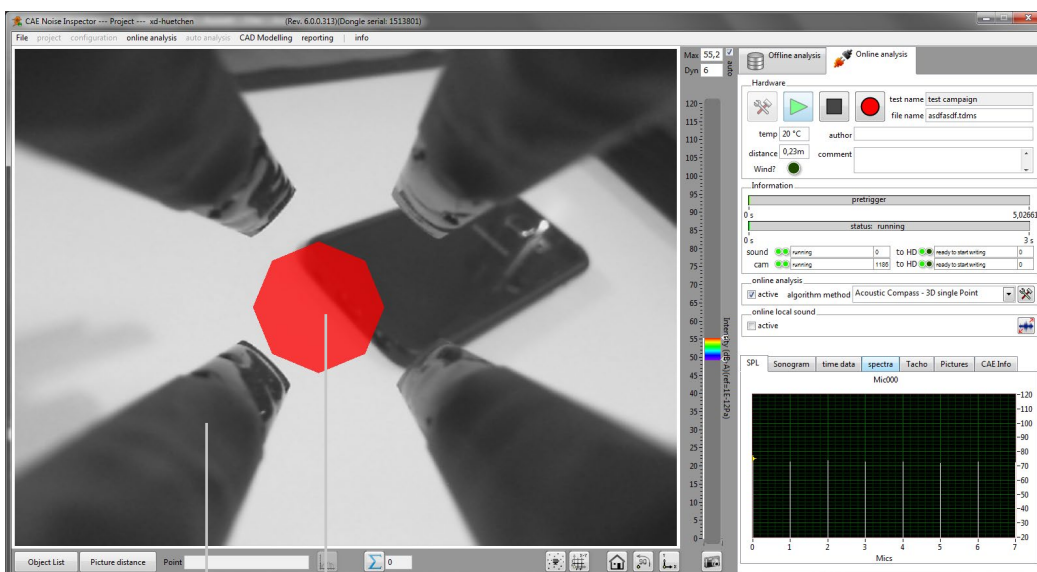 CAE Noise Inspector --- Project --- xd-huetchen (Rev. 6.0.0.313)(Dongle serial: 1513801)
File project configuration online analysis auto analysis CAD Modelling reporting | info
Max 55,2
Dyn 6
auto
120
115
110
105
100
95
90
85
80
75
70
65
60
55
50
45
40
35
30
25
20
15
10
5
0
Intensity (dB(A)(ref=1E-12Pa)
Object List Picture distance Point
Σ 0
Offline analysis Online analysis
Hardware
test name test campaign
file name asdfasdf.tdms
temp 20 °C author
distance 0,23m comment
Wind?
Information
pretrigger
0 s 5,02661
status: running
0 s 3 s
sound running 0 to HD ready to start writing 0
cam running 1186 to HD ready to start writing 0
online analysis
active algorithm method Acoustic Compass - 3D single Point
online local sound
active
SPL Sonogram time data spectra Tacho Pictures CAE Info
Mic000
-120
-110
-100
-90
-80
-70
-60
-50
-40
-30
-20
0 1 2 3 4 5 6 7
Mics